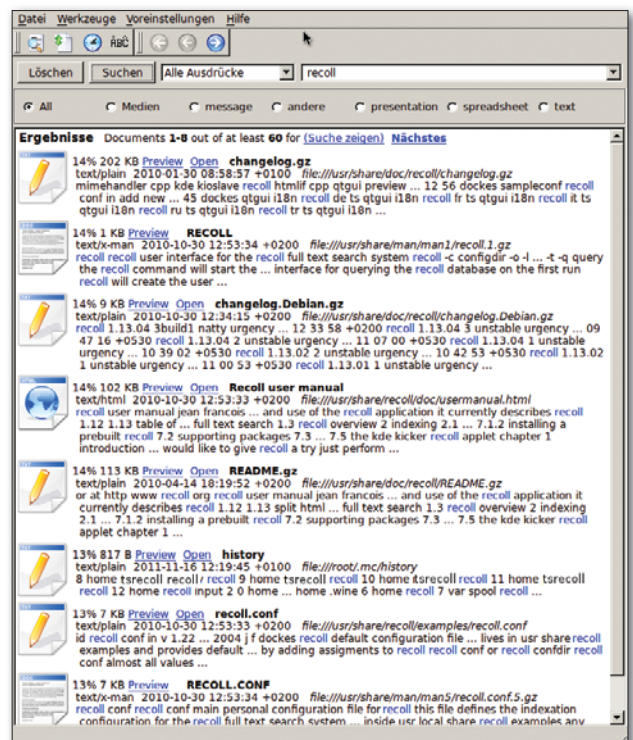 Datei Werkzeuge Voreinstellungen Hilfe
ÀBĈ
Löschen Suchen Alle Ausdrücke recoll
All Medien message andere presentation spreadsheet text
Ergebnisse Documents 1-8 out of at least 60 for (Suche zeigen) Nächstes
14% 202 KB Preview Open changelog.gz
text/plain 2010-01-30 08:58:57 +0100 file:///usr/share/doc/recoll/changelog.gz
mimehandler cpp kde kioslave recoll htmlif cpp qtgui preview ... 12 56 dockes sampleconf recoll
conf in add new ... 45 dockes qtgui i18n recoll de ts qtgui i18n recoll fr ts qtgui i18n recoll it ts
qtgui i18n recoll ru ts qtgui i18n recoll tr ts qtgui i18n ...
14% 1 KB Preview RECOLL
text/x-man 2010-10-30 12:53:34 +0200 file:///usr/share/man/man1/recoll.1.gz
recoll recoll user interface for the recoll full text search system recoll -c configdir -o -l ... -t -q query
the recoll command will start the ... interface for querying the recoll database on the first run
recoll will create the user ...
14% 9 KB Preview Open changelog.Debian.gz
text/plain 2010-10-30 12:34:15 +0200 file:///usr/share/doc/recoll/changelog.Debian.gz
recoll 1.13.04 3build1 natty urgency ... 12 33 58 +0200 recoll 1.13.04 3 unstable urgency ... 09
47 16 +0530 recoll 1.13.04 2 unstable urgency ... 11 07 00 +0530 recoll 1.13.04 1 unstable
urgency ... 10 39 02 +0530 recoll 1.13.02 2 unstable urgency ... 10 42 53 +0530 recoll 1.13.02
1 unstable urgency ... 11 00 53 +0530 recoll 1.13.01 1 unstable urgency ...
14% 102 KB Preview Open Recoll user manual
text/html 2010-10-30 12:53:33 +0200 file:///usr/share/recoll/doc/usermanual.html
recoll user manual jean francois ... and use of the recoll application it currently describes recoll
1.12 1.13 table of ... full text search 1.3 recoll overview 2 indexing 2.1 ... 7.1.2 installing a
prebuilt recoll 7.2 supporting packages 7.3 ... 7.5 the kde kicker recoll applet chapter 1
introduction ... would like to give recoll a try just perform ...
14% 113 KB Preview Open README.gz
text/plain 2010-04-14 18:19:52 +0200 file:///usr/share/doc/recoll/README.gz
or at http www recoll org recoll user manual jean francois ... and use of the recoll application it
currently describes recoll 1.12 1.13 split html ... full text search 1.3 recoll overview 2 indexing
2.1 ... 7.1.2 installing a prebuilt recoll 7.2 supporting packages 7.3 ... 7.5 the kde kicker recoll
applet chapter 1 ...
13% 817 B Preview Open history
text/plain 2011-11-16 12:19:45 +0100 file:///root/.mc/history
8 home tsrecoll recoll/ recoll 9 home tsrecoll recoll 10 home itsrecoll recoll 11 home tsrecoll
recoll 12 home recoll input 2 0 home ... home .wine 6 home recoll 7 var spool recoll ...
13% 7 KB Preview Open recoll.conf
text/plain 2010-10-30 12:53:33 +0200 file:///usr/share/recoll/examples/recoll.conf
id recoll conf in v 1.22 ... 2004 j f dockes recoll default configuration file ... lives in usr share recoll
examples and provides default ... by adding assigments to recoll recoll conf or recoll confdir recoll
conf almost all values ...
13% 7 KB Preview RECOLL.CONF
text/x-man 2010-10-30 12:53:34 +0200 file:///usr/share/man/man5/recoll.conf.5.gz
recoll conf recoll conf main personal configuration file for recoll this file defines the indexation
configuration for the recoll full text search system ... inside usr local share recoll examples any